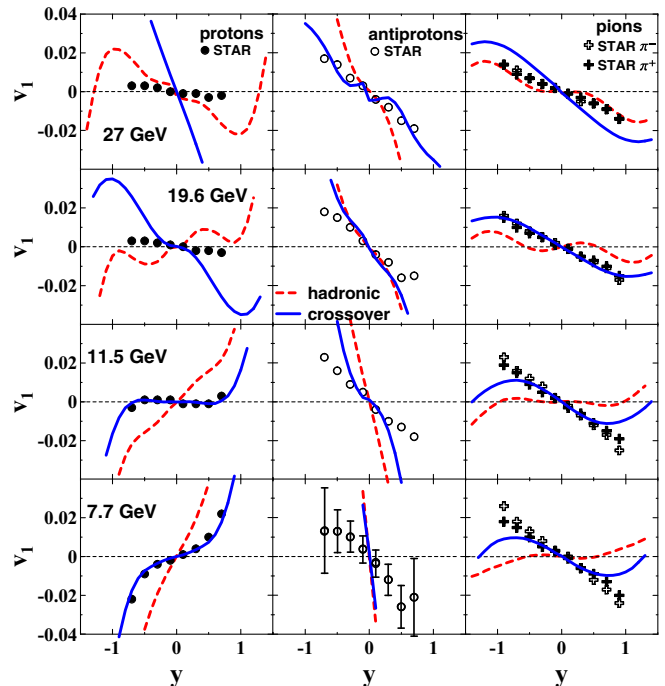 protons
● STAR
antiprotons
○ STAR
pions
STAR π⁻
STAR π⁺
0.04
0.02
0
-0.02
v₁
27 GeV
0.02
0
-0.02
v₁
19.6 GeV
hadronic
crossover
0.02
0
-0.02
v₁
11.5 GeV
0.02
0
-0.02
-0.04
v₁
7.7 GeV
-1 0 1 -1 0 1 -1 0 1
y y y